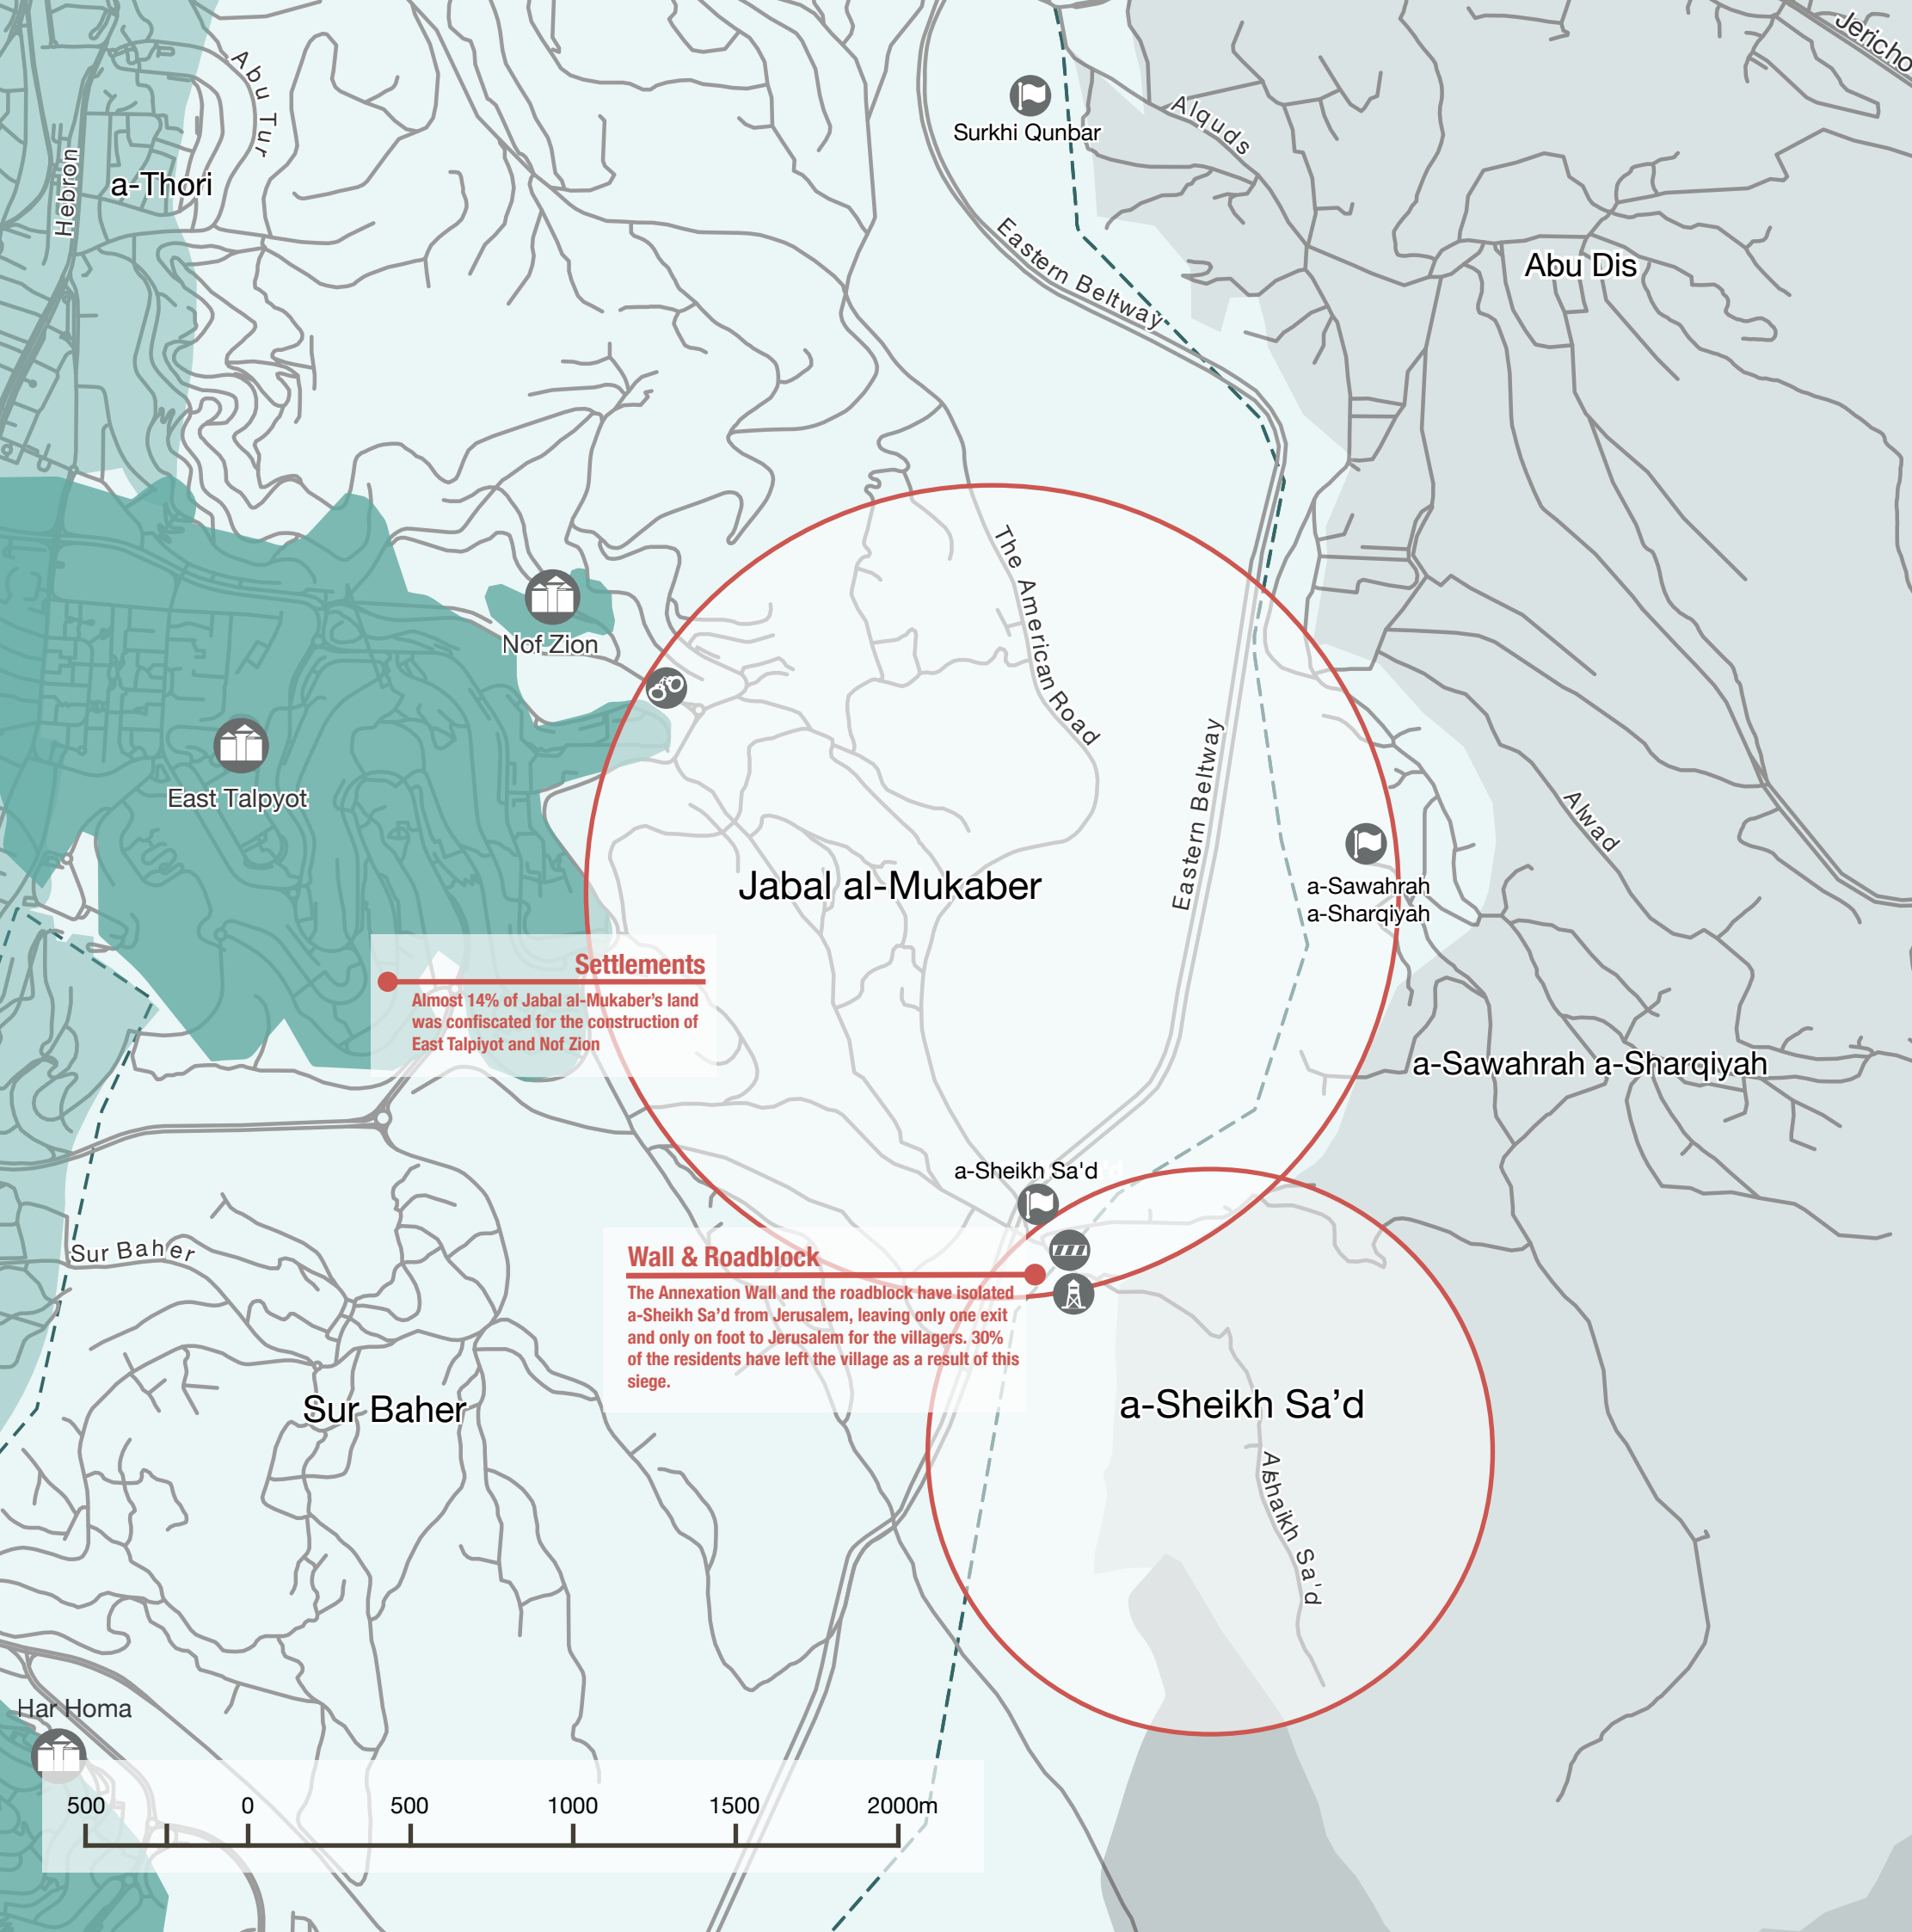 Jericho
Abu Tur
Surkhi Qunbar
Alquds
Hebron
a-Thori
Eastern Beltway
Abu Dis
The American Road
Nof Zion
East Talpyot
Eastern Beltway
Alwad
Jabal al-Mukaber
a-Sawahrah
a-Sharqiyah
Settlements
Almost 14% of Jabal al-Mukaber’s land
was confiscated for the construction of
East Talpiyot and Nof Zion
a-Sawahrah a-Sharqiyah
a-Sheikh Sa'd
Sur Baher
Wall & Roadblock
The Annexation Wall and the roadblock have isolated
a-Sheikh Sa’d from Jerusalem, leaving only one exit
and only on foot to Jerusalem for the villagers. 30%
of the residents have left the village as a result of this
siege.
Sur Baher
a-Sheikh Sa’d
Alshaikh Sa'd
Har Homa
500 0 500 1000 1500 2000m